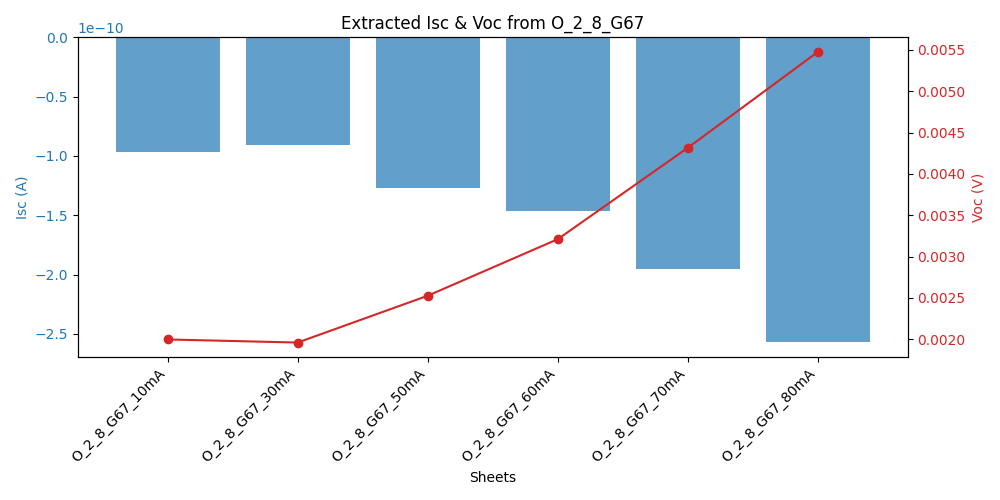 Extracted Isc & Voc from O_2_8_G67
1e−10
0.0
−0.5
−1.0
−1.5
−2.0
−2.5
Isc (A)
0.0055
0.0050
0.0045
0.0040
0.0035
0.0030
0.0025
0.0020
Voc (V)
O_2_8_G67_10mA
O_2_8_G67_30mA
O_2_8_G67_50mA
O_2_8_G67_60mA
O_2_8_G67_70mA
O_2_8_G67_80mA
Sheets